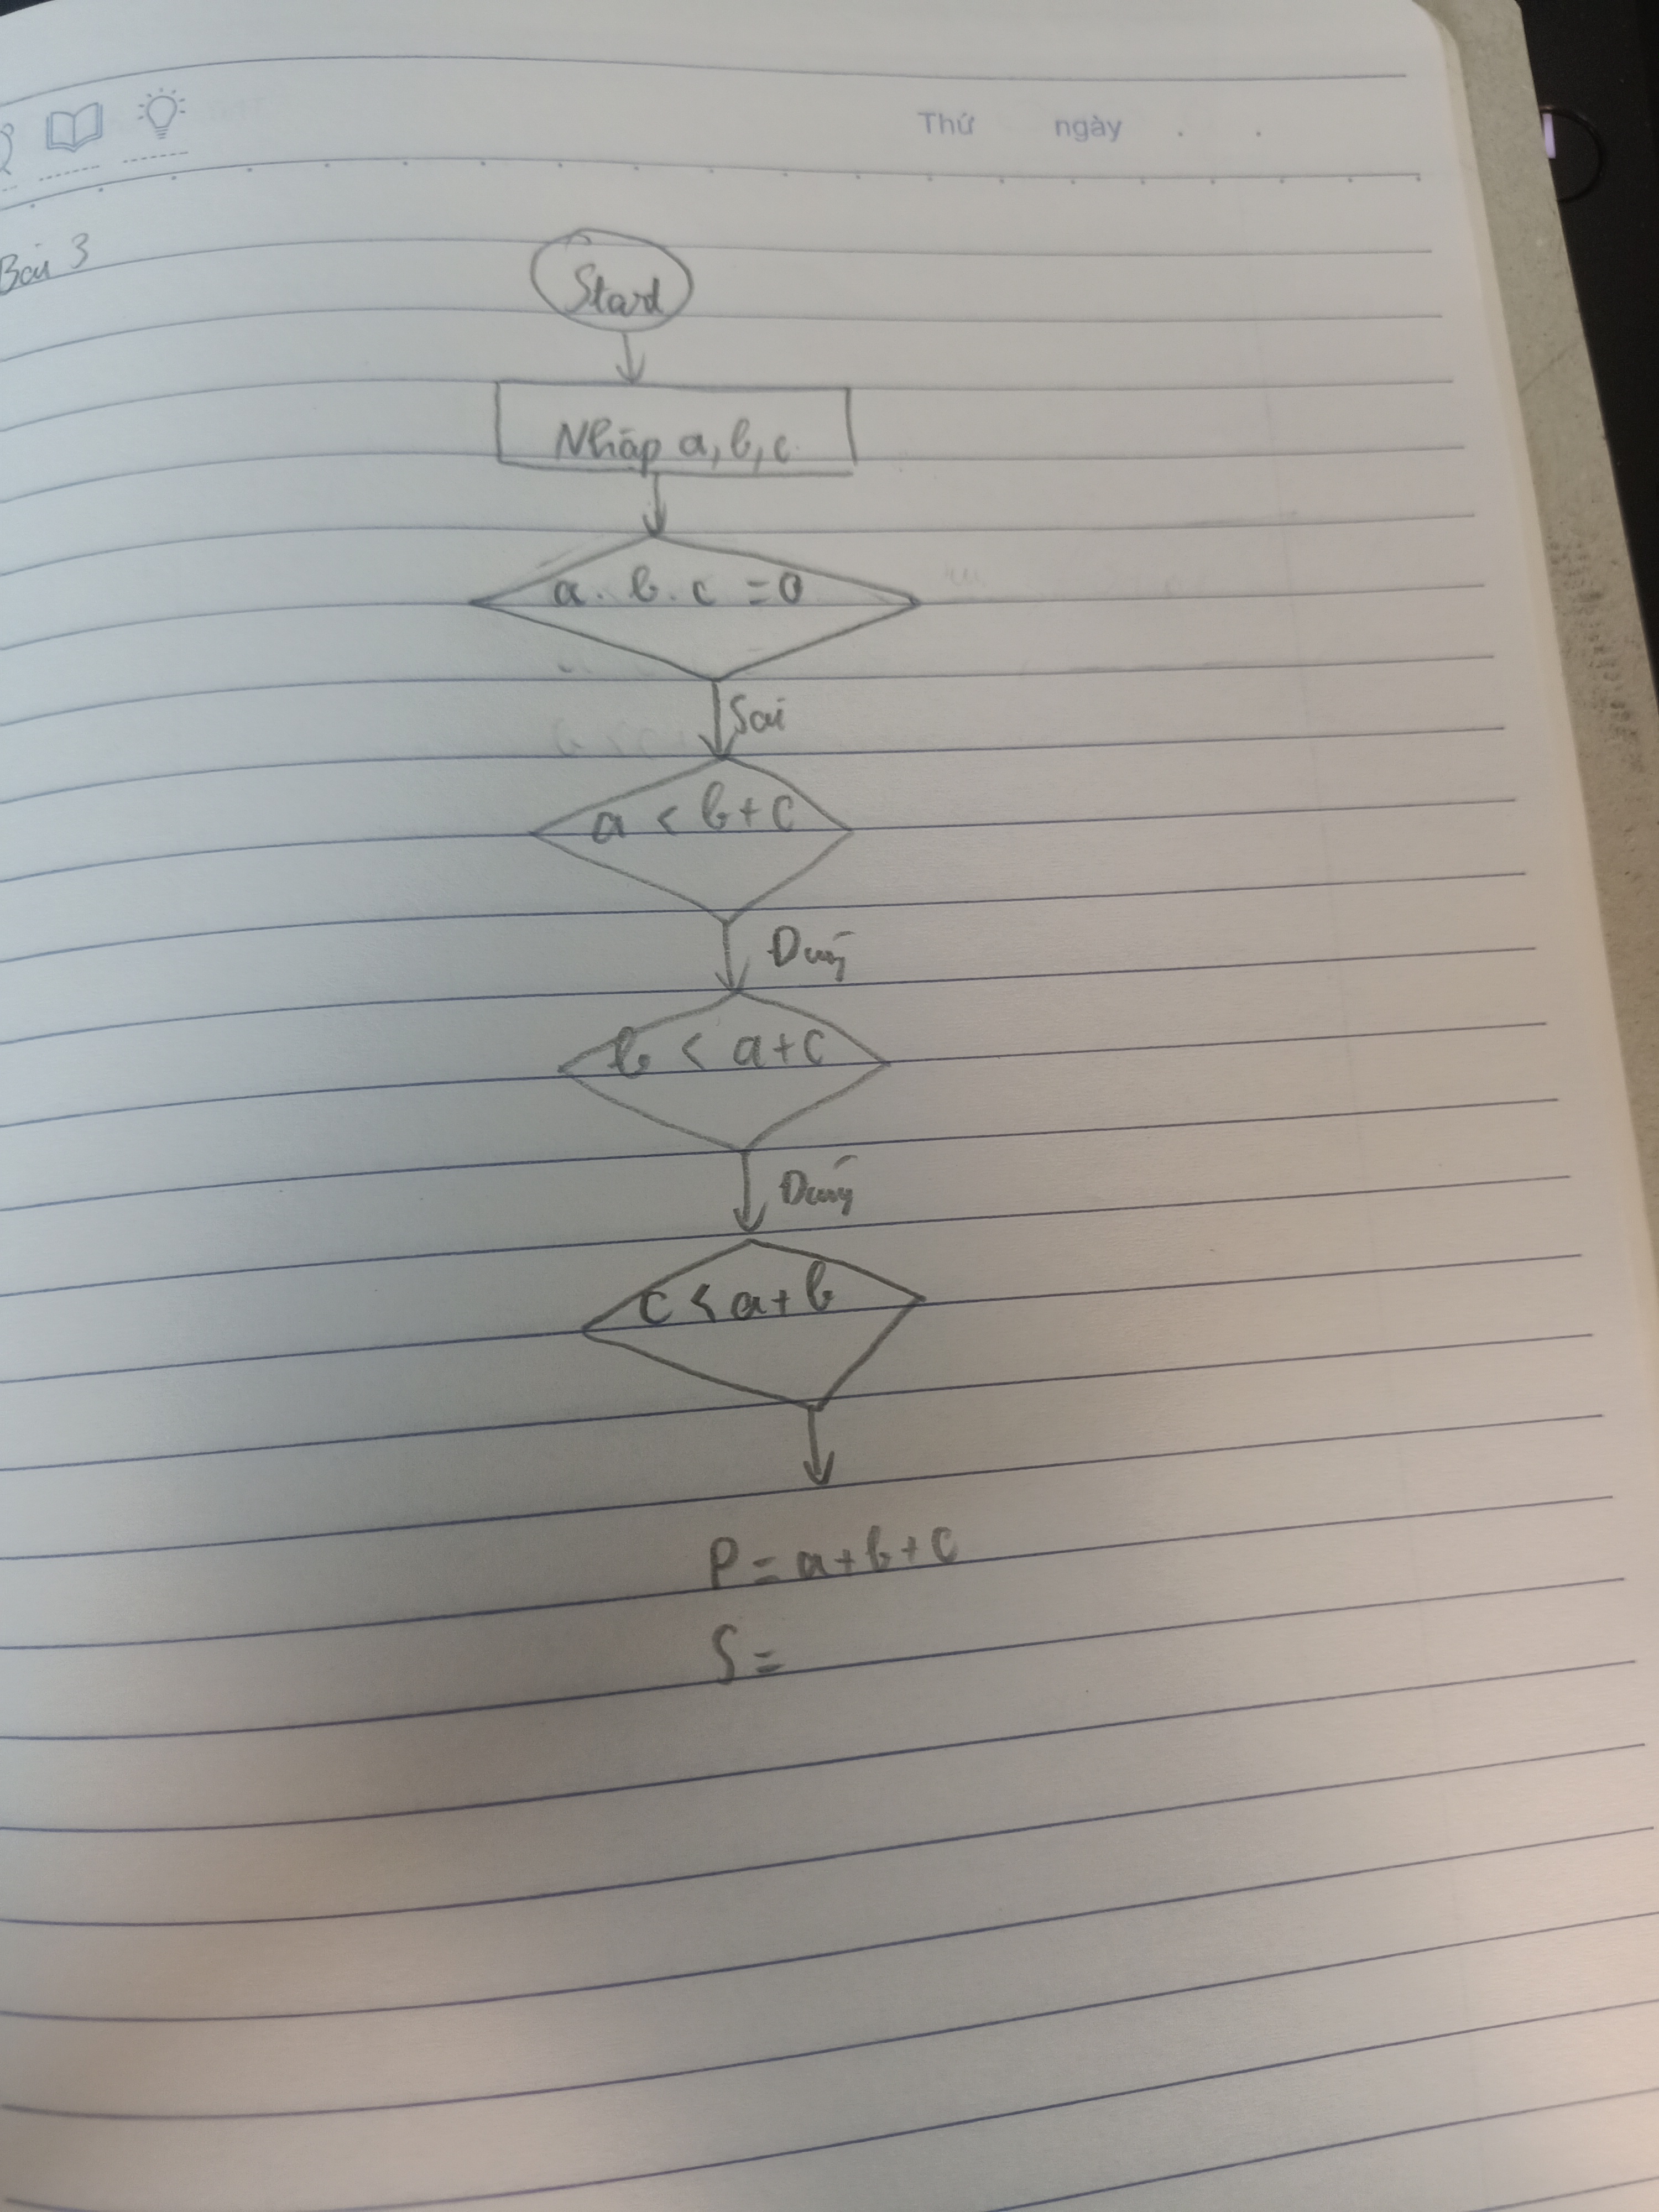 Thứ ngày . .
Bài 3
Start
Nhập a, b, c
a. b. c = 0
Sai
a < b + c
Đúng
b < a + c
Đúng
c < a + b
P = a + b + c
S =